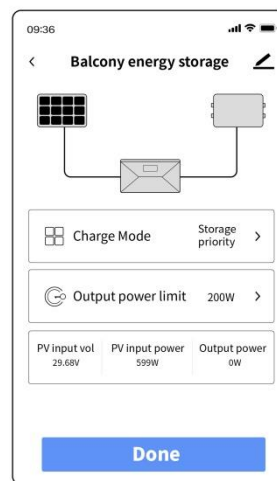 09:36
Balcony energy storage
Charge Mode
Storage
priority
Output power limit
200W
PV input vol
PV input power
Output power
29.68V
599W
0W
Done